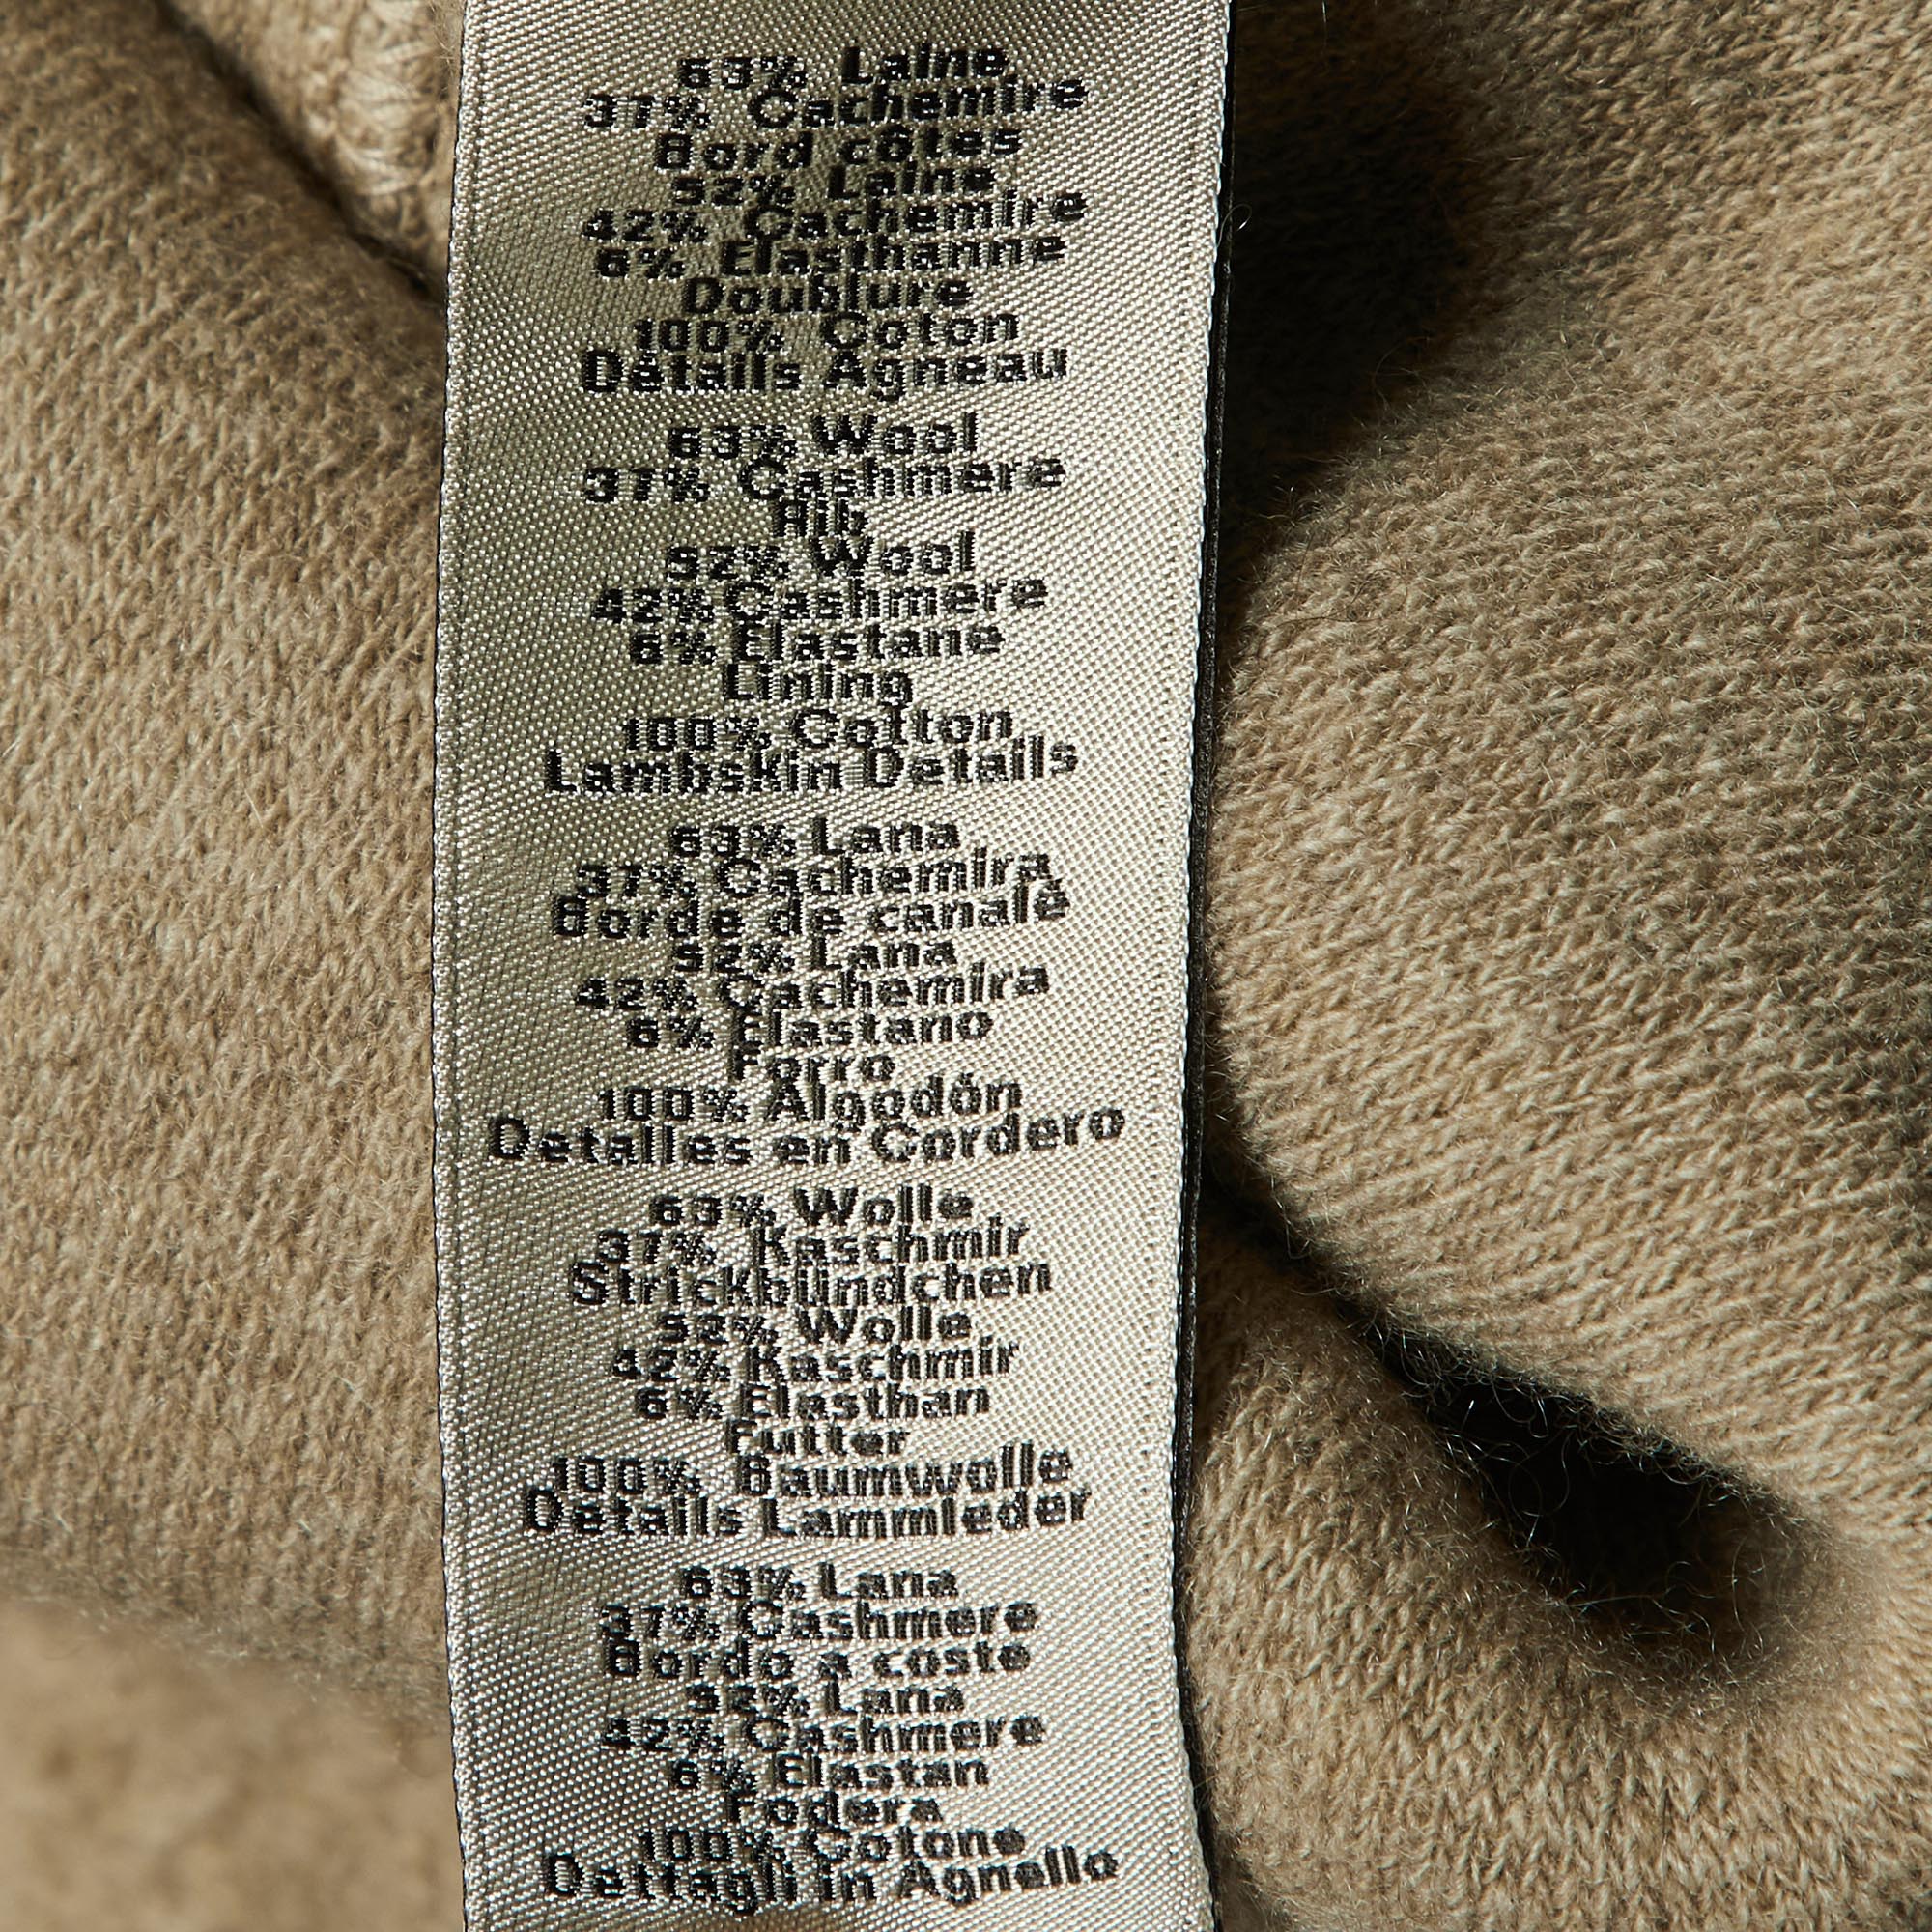 63% Laine,
37% Cachemire
Bord côtes
52% Laine,
42% Cachemire
6% Elasthanne
Doublure
100% Coton
Détails Agneau
63% Wool
37% Cashmere
Rib
52% Wool
42% Cashmere
6% Elastane
Lining
100% Cotton
Lambskin Details
63% Lana
37% Cachemira,
Borde de canalé
52% Lana
42% Cachemira
6% Elastano
Forro
100% Algodón
Detalles en Cordero
63% Wolle
37% Kaschmir
Strickbündchen
52% Wolle,
42% Kaschmir
6% Elasthan
Futter
100% Baumwolle
Details Lammleder
63% Lana
37% Cashmere
Bordo a coste
52% Lana
42% Cashmere
6% Elastan
Fodera
100% Cotone
Dettagli in Agnello